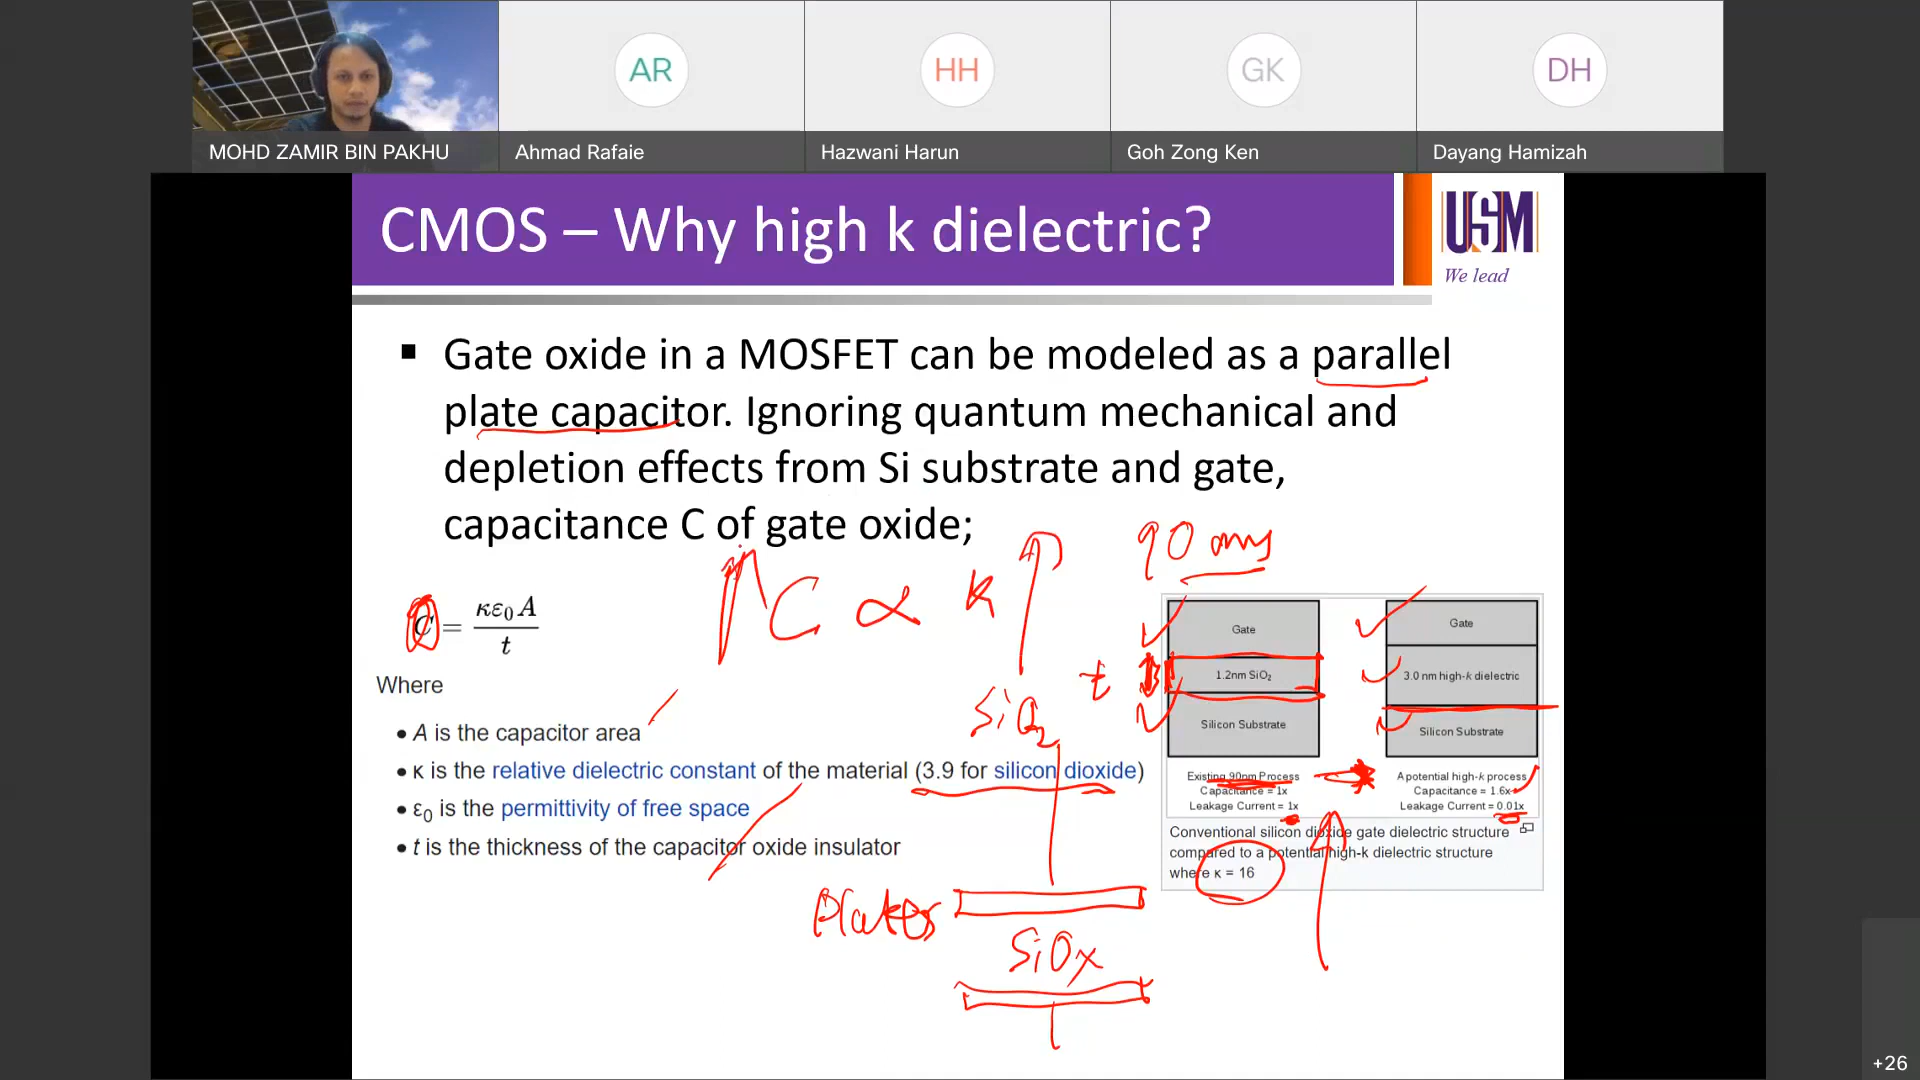 AR
HH
GK
DH
MOHD ZAMIR BIN PAKHU
Ahmad Rafaie
Hazwani Harun
Goh Zong Ken
Dayang Hamizah
CMOS – Why high k dielectric?
USM
We lead
▪ Gate oxide in a MOSFET can be modeled as a parallel
plate capacitor. Ignoring quantum mechanical and
depletion effects from Si substrate and gate,
capacitance C of gate oxide;
C = κε₀A / t
C ∝ k
90 nm
Where
• A is the capacitor area
• κ is the relative dielectric constant of the material (3.9 for silicon dioxide)
• ε₀ is the permittivity of free space
• t is the thickness of the capacitor oxide insulator
SiO₂
t
Plates
SiOx
Gate
1.2nm SiO₂
Silicon Substrate
Existing 90nm Process
Capacitance = 1x
Leakage Current = 1x
Gate
3.0 nm high-k dielectric
Silicon Substrate
A potential high-k process
Capacitance = 1.6x
Leakage Current = 0.01x
Conventional silicon dioxide gate dielectric structure
compared to a potential high-k dielectric structure
where κ = 16
+26